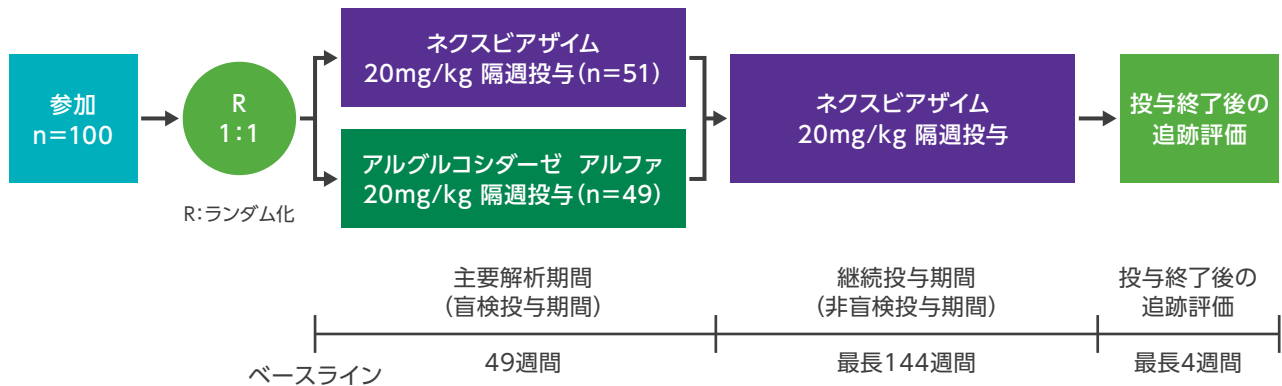 参加
n=100
R
1:1
R:ランダム化
ネクスビアザイム
20mg/kg 隔週投与(n=51)
アルグルコシダーゼ アルファ
20mg/kg 隔週投与(n=49)
ネクスビアザイム
20mg/kg 隔週投与
投与終了後の
追跡評価
主要解析期間
(盲検投与期間)
継続投与期間
(非盲検投与期間)
投与終了後の
追跡評価
ベースライン
49週間
最長144週間
最長4週間